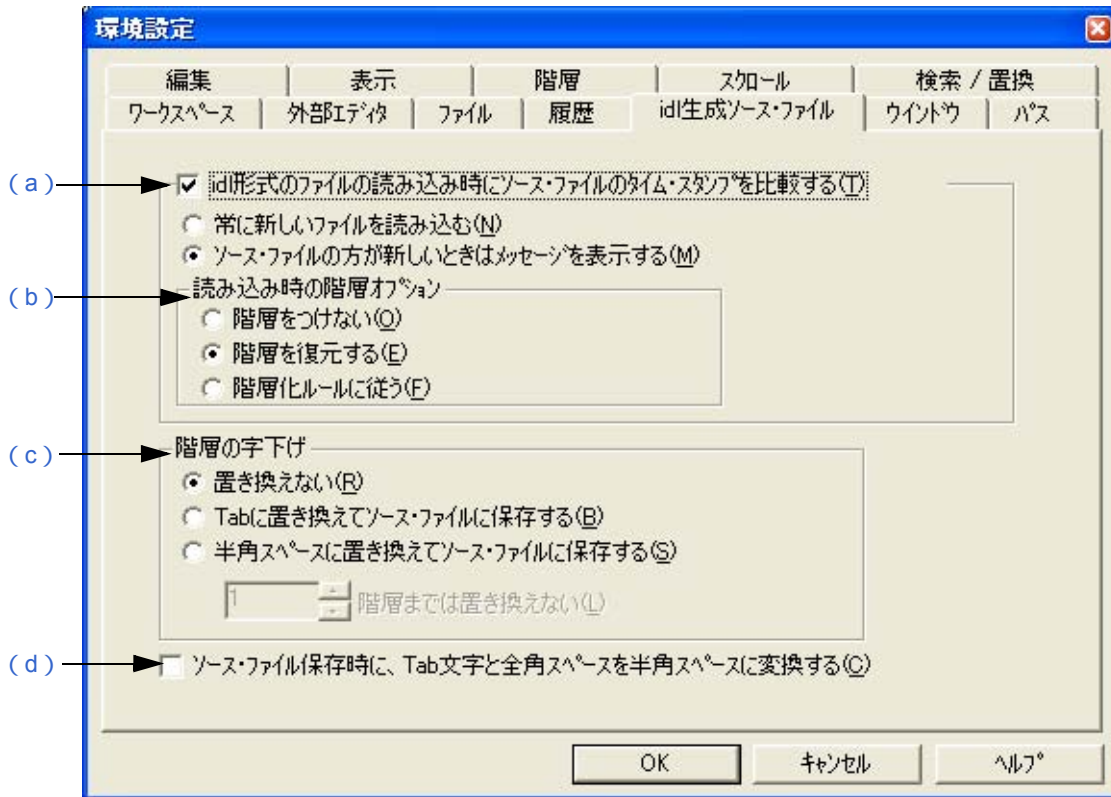 環境設定
編集 表示 階層 スクロール 検索 / 置換
ワークスペース 外部エディタ ファイル 履歴 idl生成ソース・ファイル ウインドウ パス
(a) idl形式のファイルの読み込み時にソース・ファイルのタイム・スタンプを比較する(T)
常に新しいファイルを読み込む(N)
ソース・ファイルの方が新しいときはメッセージを表示する(M)
(b) 読み込み時の階層オプション
階層をつけない(O)
階層を復元する(E)
階層化ルールに従う(F)
(c) 階層の字下げ
置き換えない(R)
Tabに置き換えてソース・ファイルに保存する(B)
半角スペースに置き換えてソース・ファイルに保存する(S)
1 階層までは置き換えない(L)
(d) ソース・ファイル保存時に、Tab文字と全角スペースを半角スペースに変換する(C)
OK キャンセル ヘルプ